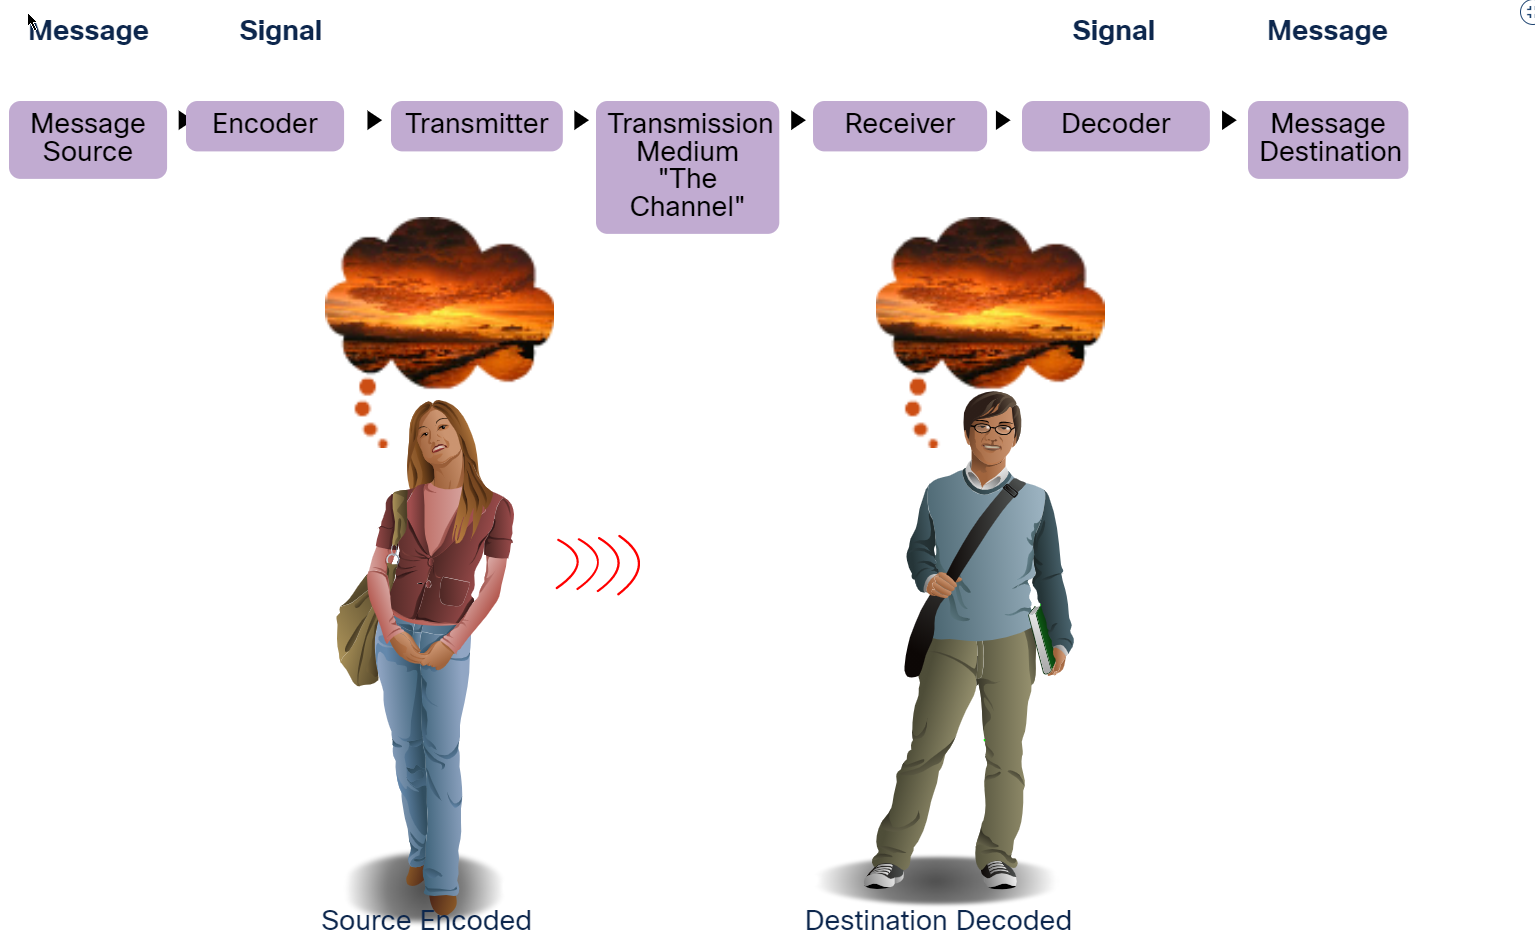 Message
Signal
Signal
Message
Message
Source
Encoder
Transmitter
Transmission
Medium
"The
Channel"
Receiver
Decoder
Message
Destination
Source Encoded
Destination Decoded